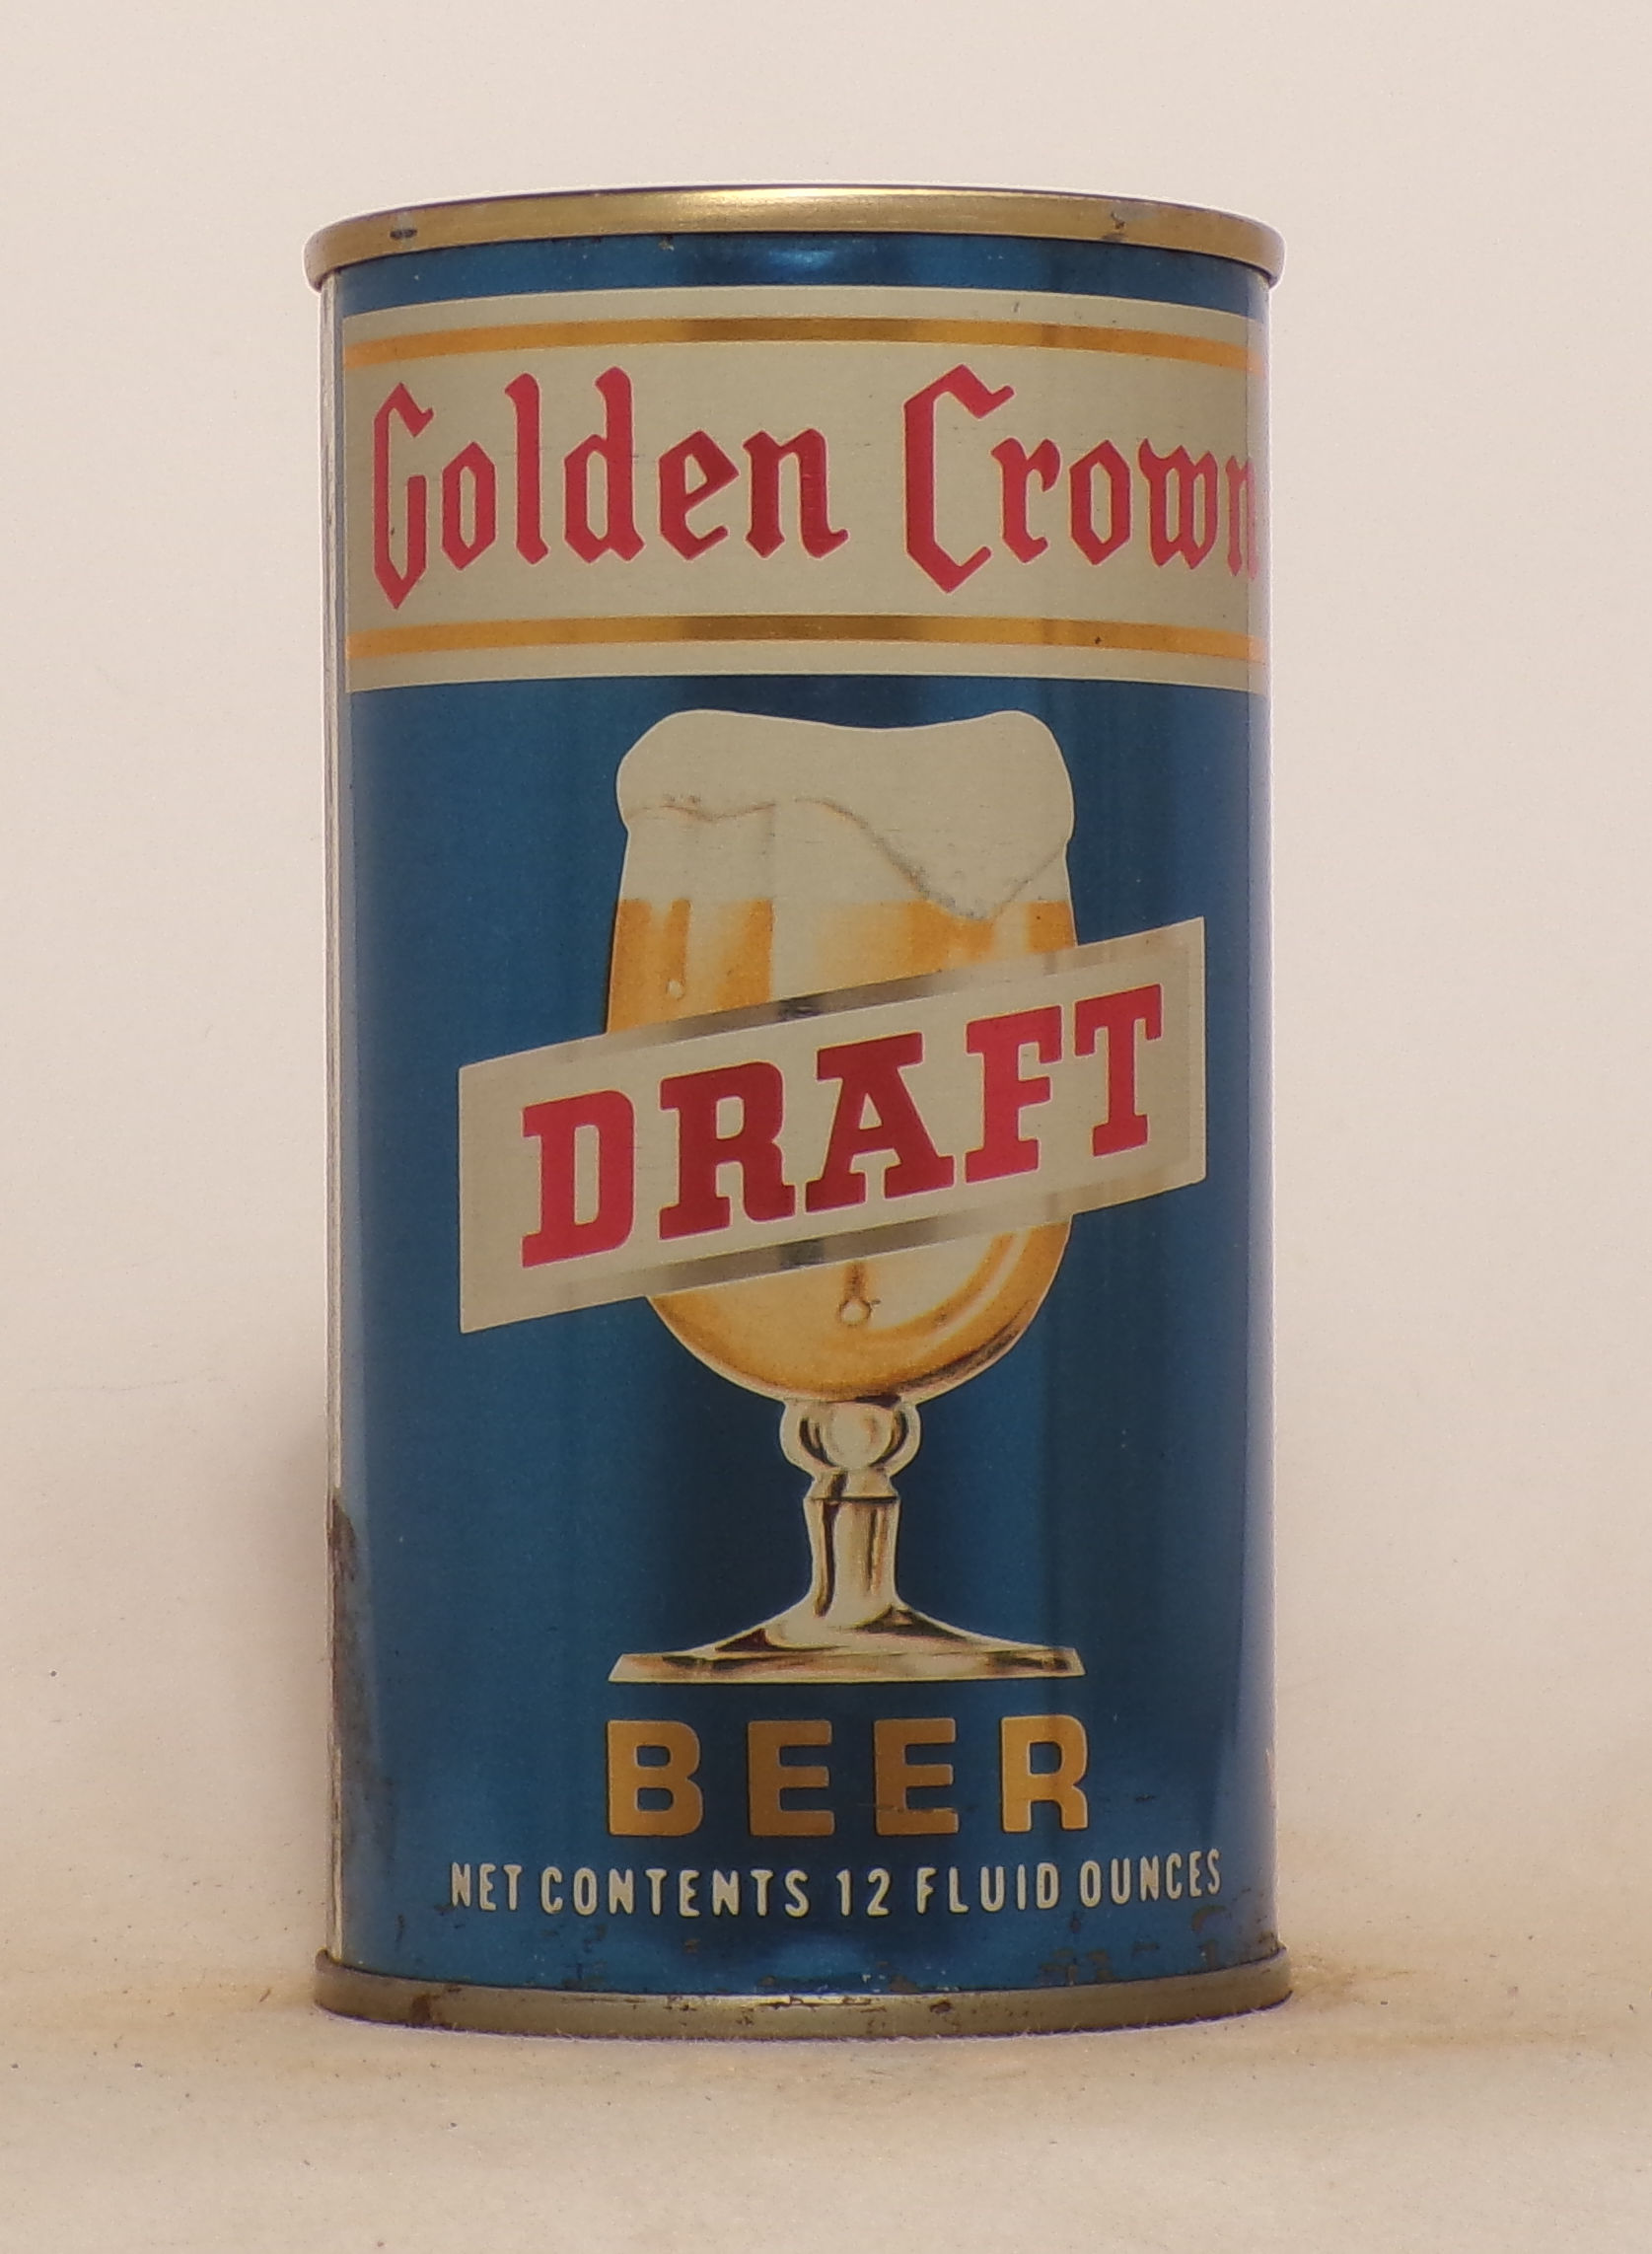 Golden Crown
DRAFT
BEER
NET CONTENTS 12 FLUID OUNCES